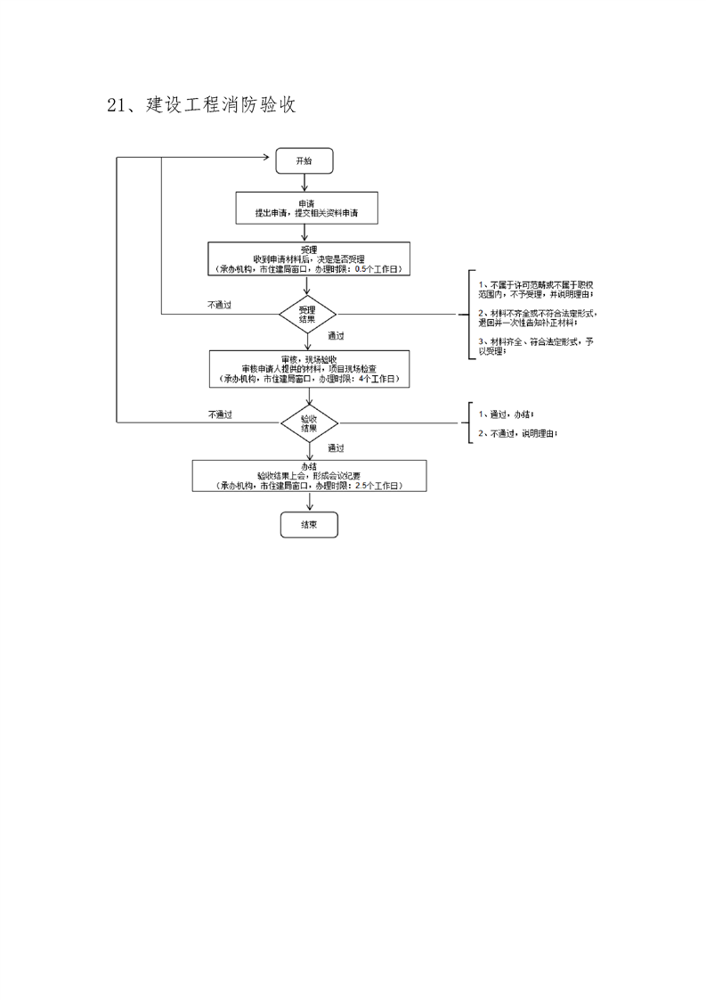 21、建设工程消防验收
开始
申请
提出申请，提交相关资料申请
受理
收到申请材料后，决定是否受理
（承办机构，市住建局窗口，办理时限：0.5个工作日）
不通过
受理
结果
通过
1、不属于许可范畴或不属于职权
范围内，不予受理，并说明理由；
2、材料不齐全或不符合法定形式，
退回并一次性告知补正材料；
3、材料齐全、符合法定形式，予
以受理；
审核，现场验收
审核申请人提供的材料，项目现场检查
（承办机构，市住建局窗口，办理时限：4个工作日）
不通过
验收
结果
通过
1、通过，办结；
2、不通过，说明理由；
办结
验收结果上会，形成会议纪要
（承办机构，市住建局窗口，办理时限：2.5个工作日）
结束